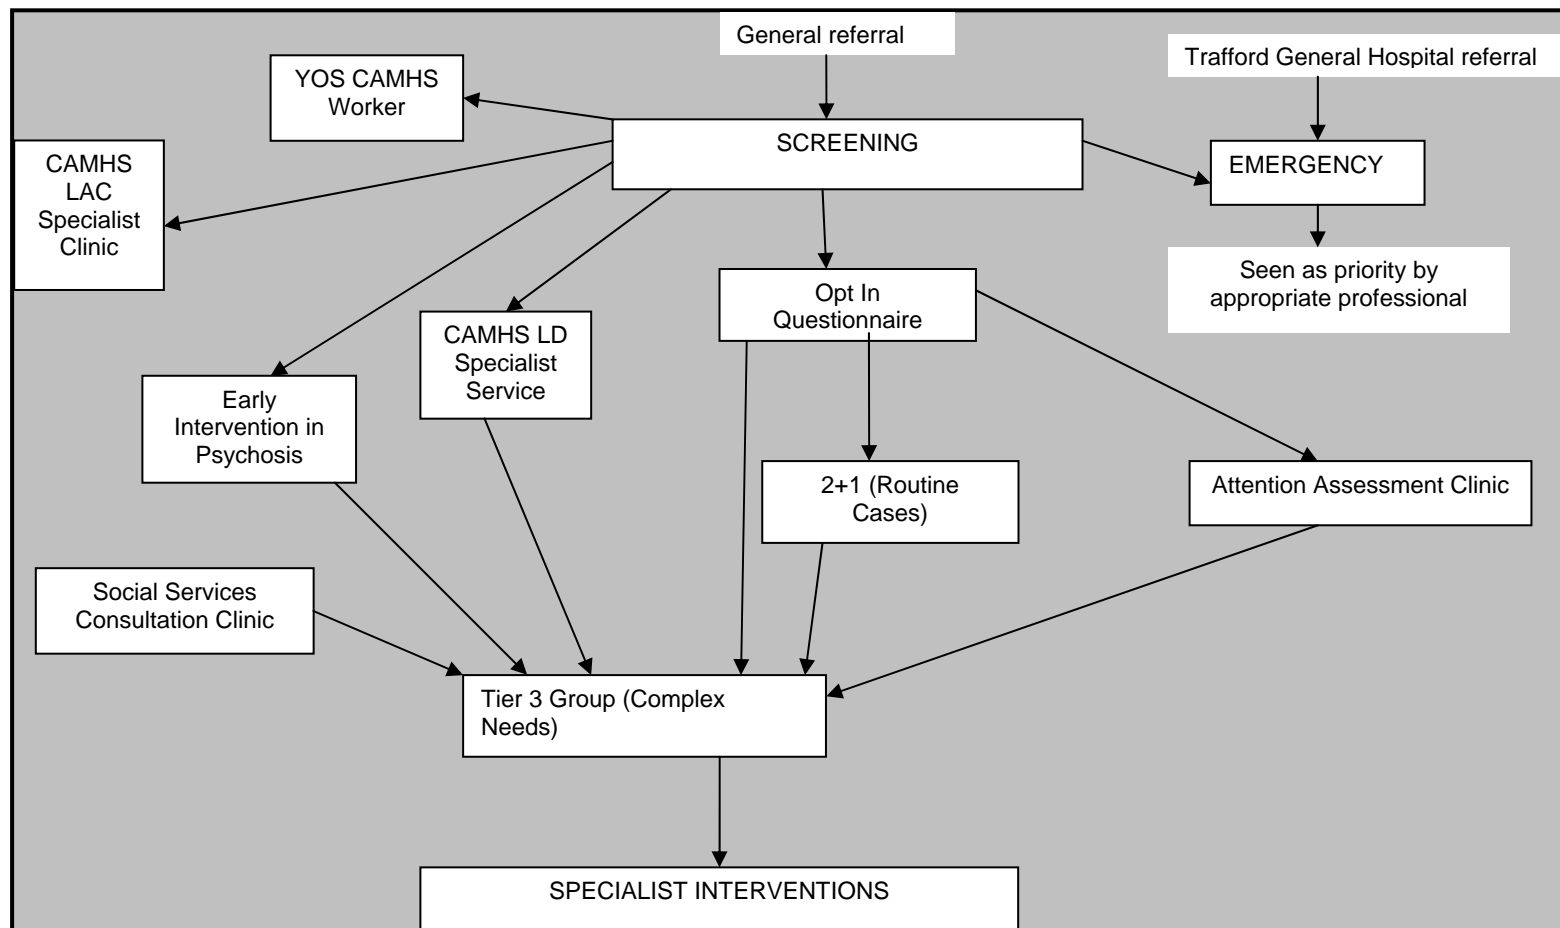 General referral
Trafford General Hospital referral
YOS CAMHS
Worker
SCREENING
CAMHS
LAC
Specialist
Clinic
EMERGENCY
Seen as priority by
appropriate professional
Opt In
Questionnaire
CAMHS LD
Specialist
Service
Early
Intervention in
Psychosis
2+1 (Routine
Cases)
Attention Assessment Clinic
Social Services
Consultation Clinic
Tier 3 Group (Complex
Needs)
SPECIALIST INTERVENTIONS